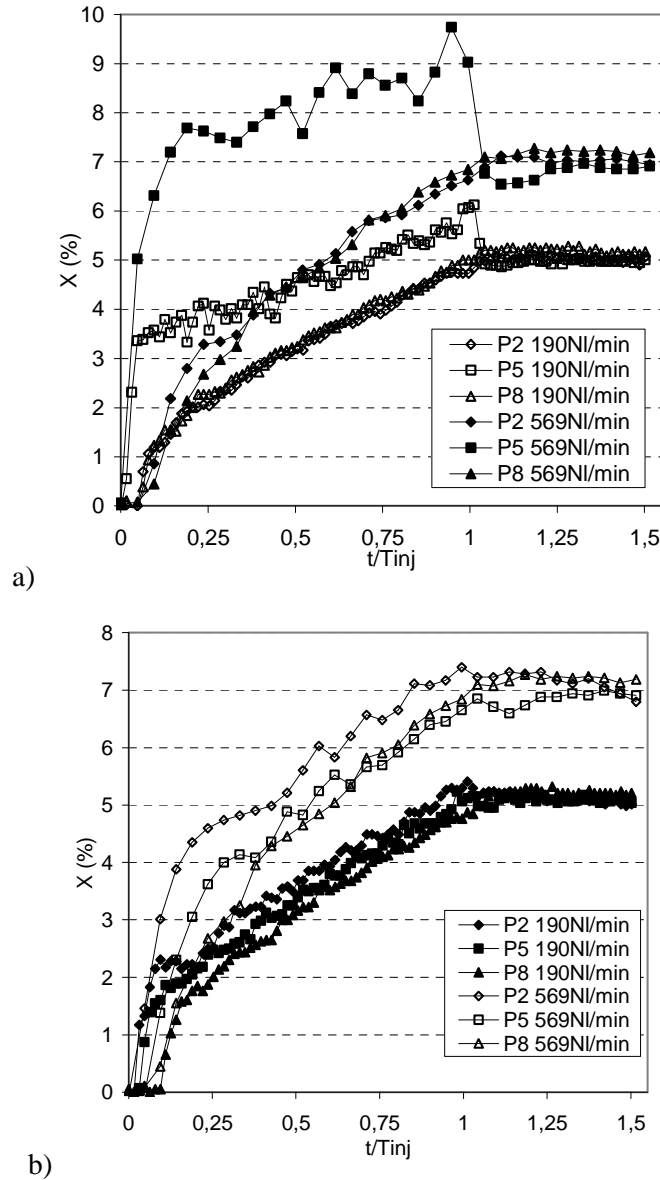 10
9
8
7
6
5
4
3
2
1
0
X (%)
P2 190Nl/min
P5 190Nl/min
P8 190Nl/min
P2 569Nl/min
P5 569Nl/min
P8 569Nl/min
0 0,25 0,5 0,75 1 1,25 1,5
t/Tinj
a)
8
7
6
5
4
3
2
1
0
X (%)
P2 190Nl/min
P5 190Nl/min
P8 190Nl/min
P2 569Nl/min
P5 569Nl/min
P8 569Nl/min
0 0,25 0,5 0,75 1 1,25 1,5
t/Tinj
b)